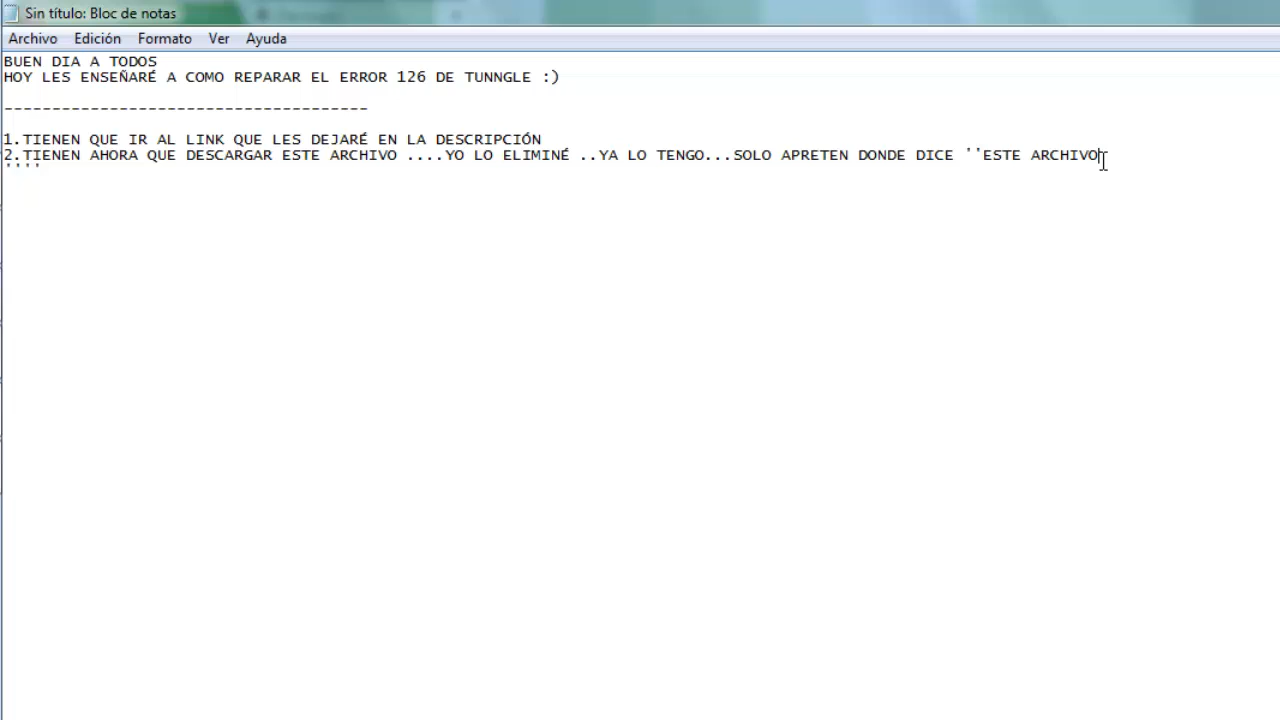 Sin título: Bloc de notas
Archivo Edición Formato Ver Ayuda
BUEN DIA A TODOS
HOY LES ENSEÑARÉ A COMO REPARAR EL ERROR 126 DE TUNNGLE :)
--------------------------------------
1.TIENEN QUE IR AL LINK QUE LES DEJARÉ EN LA DESCRIPCIÓN
2.TIENEN AHORA QUE DESCARGAR ESTE ARCHIVO ....YO LO ELIMINÉ ..YA LO TENGO...SOLO APRETEN DONDE DICE ''ESTE ARCHIVO
''''